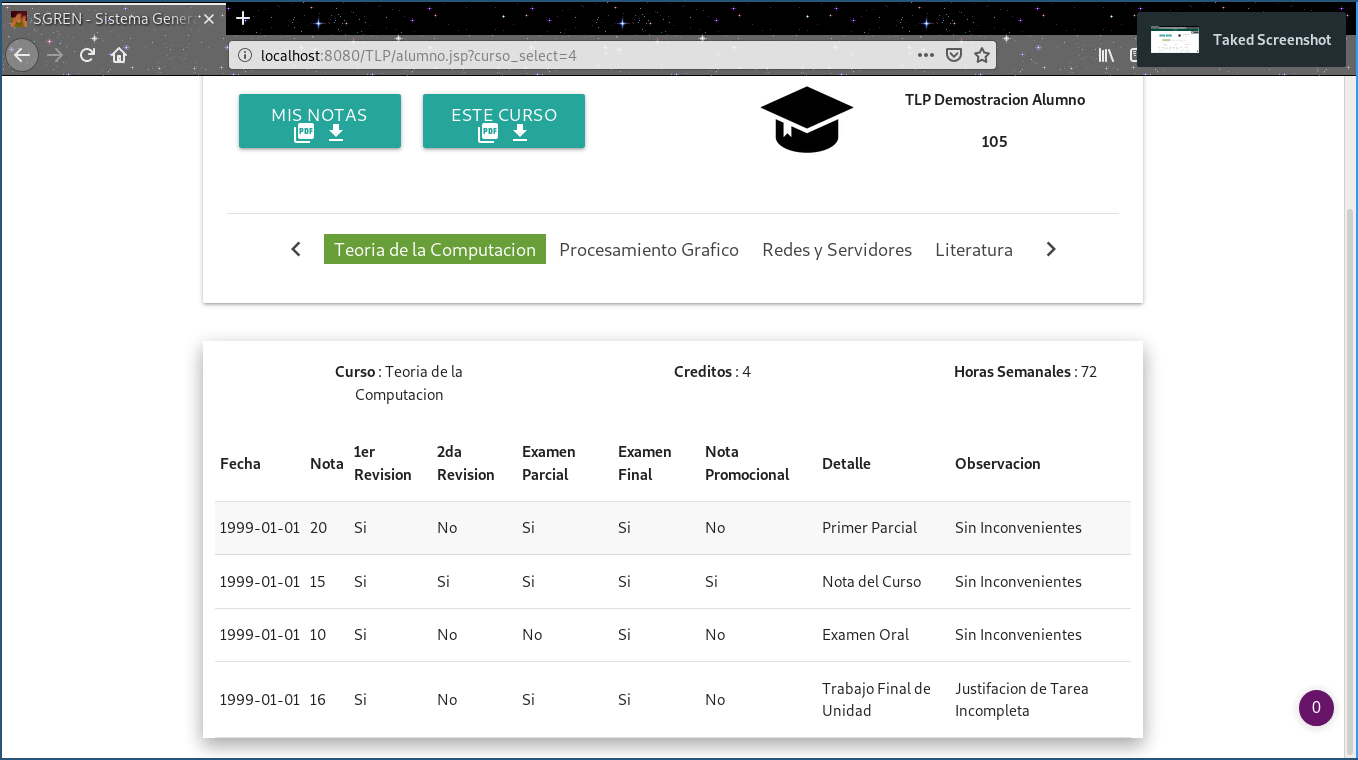 SGREN - Sistema Genera
localhost:8080/TLP/alumno.jsp?curso_select=4
Taked Screenshot
MIS NOTAS
PDF
ESTE CURSO
PDF
TLP Demostracion Alumno
105
Teoria de la Computacion Procesamiento Grafico Redes y Servidores Literatura
Curso : Teoria de la
Computacion
Creditos : 4
Horas Semanales : 72
Fecha Nota 1er Revision 2da Revision Examen Parcial Examen Final Nota Promocional Detalle Observacion
1999-01-01 20 Si No Si Si No Primer Parcial Sin Inconvenientes
1999-01-01 15 Si Si Si Si Si Nota del Curso Sin Inconvenientes
1999-01-01 10 Si No No Si No Examen Oral Sin Inconvenientes
1999-01-01 16 Si No Si Si No Trabajo Final de Unidad Justifacion de Tarea Incompleta
0